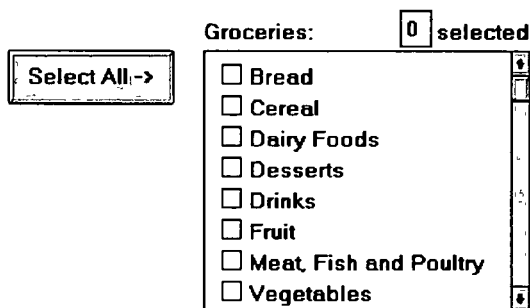 Groceries: 0 selected
Select All ->
Bread
Cereal
Dairy Foods
Desserts
Drinks
Fruit
Meat, Fish and Poultry
Vegetables